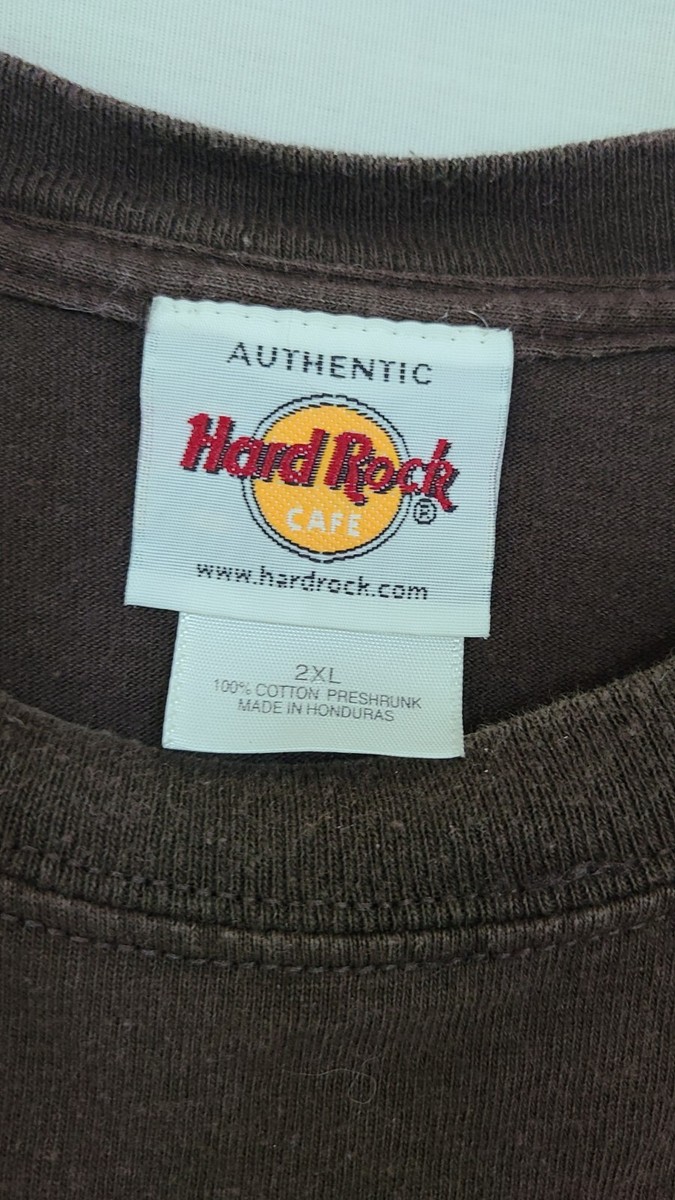 AUTHENTIC
Hard Rock
CAFE ®
www.hardrock.com
2XL
100% COTTON PRESHRUNK
MADE IN HONDURAS